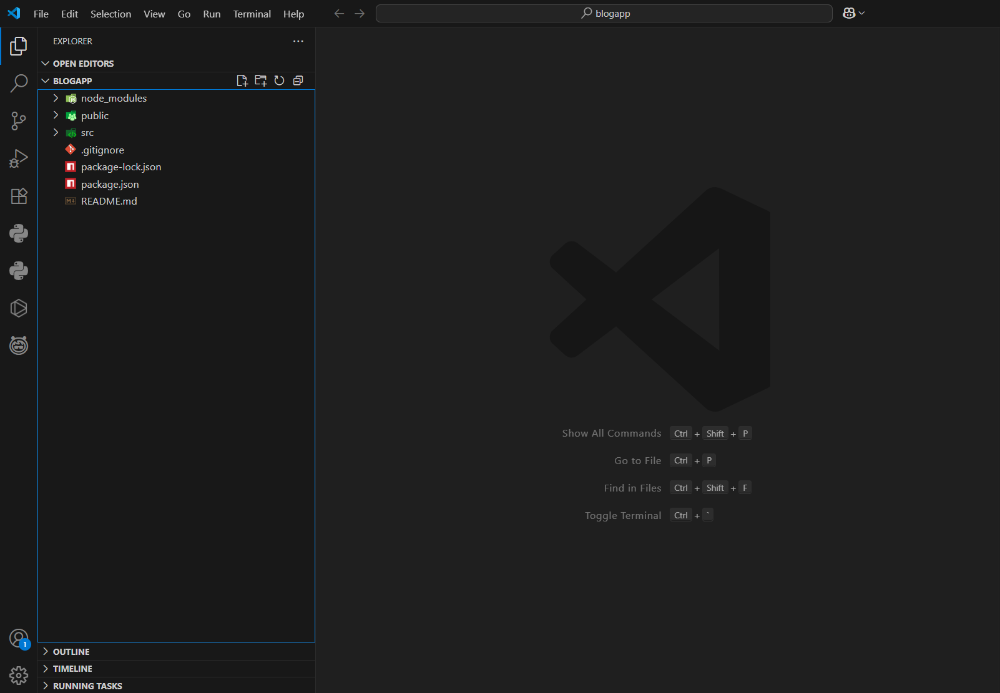 File Edit Selection View Go Run Terminal Help
blogapp
EXPLORER
OPEN EDITORS
BLOGAPP
node_modules
public
src
.gitignore
package-lock.json
package.json
README.md
Show All Commands Ctrl + Shift + P
Go to File Ctrl + P
Find in Files Ctrl + Shift + F
Toggle Terminal Ctrl + `
1
OUTLINE
TIMELINE
RUNNING TASKS